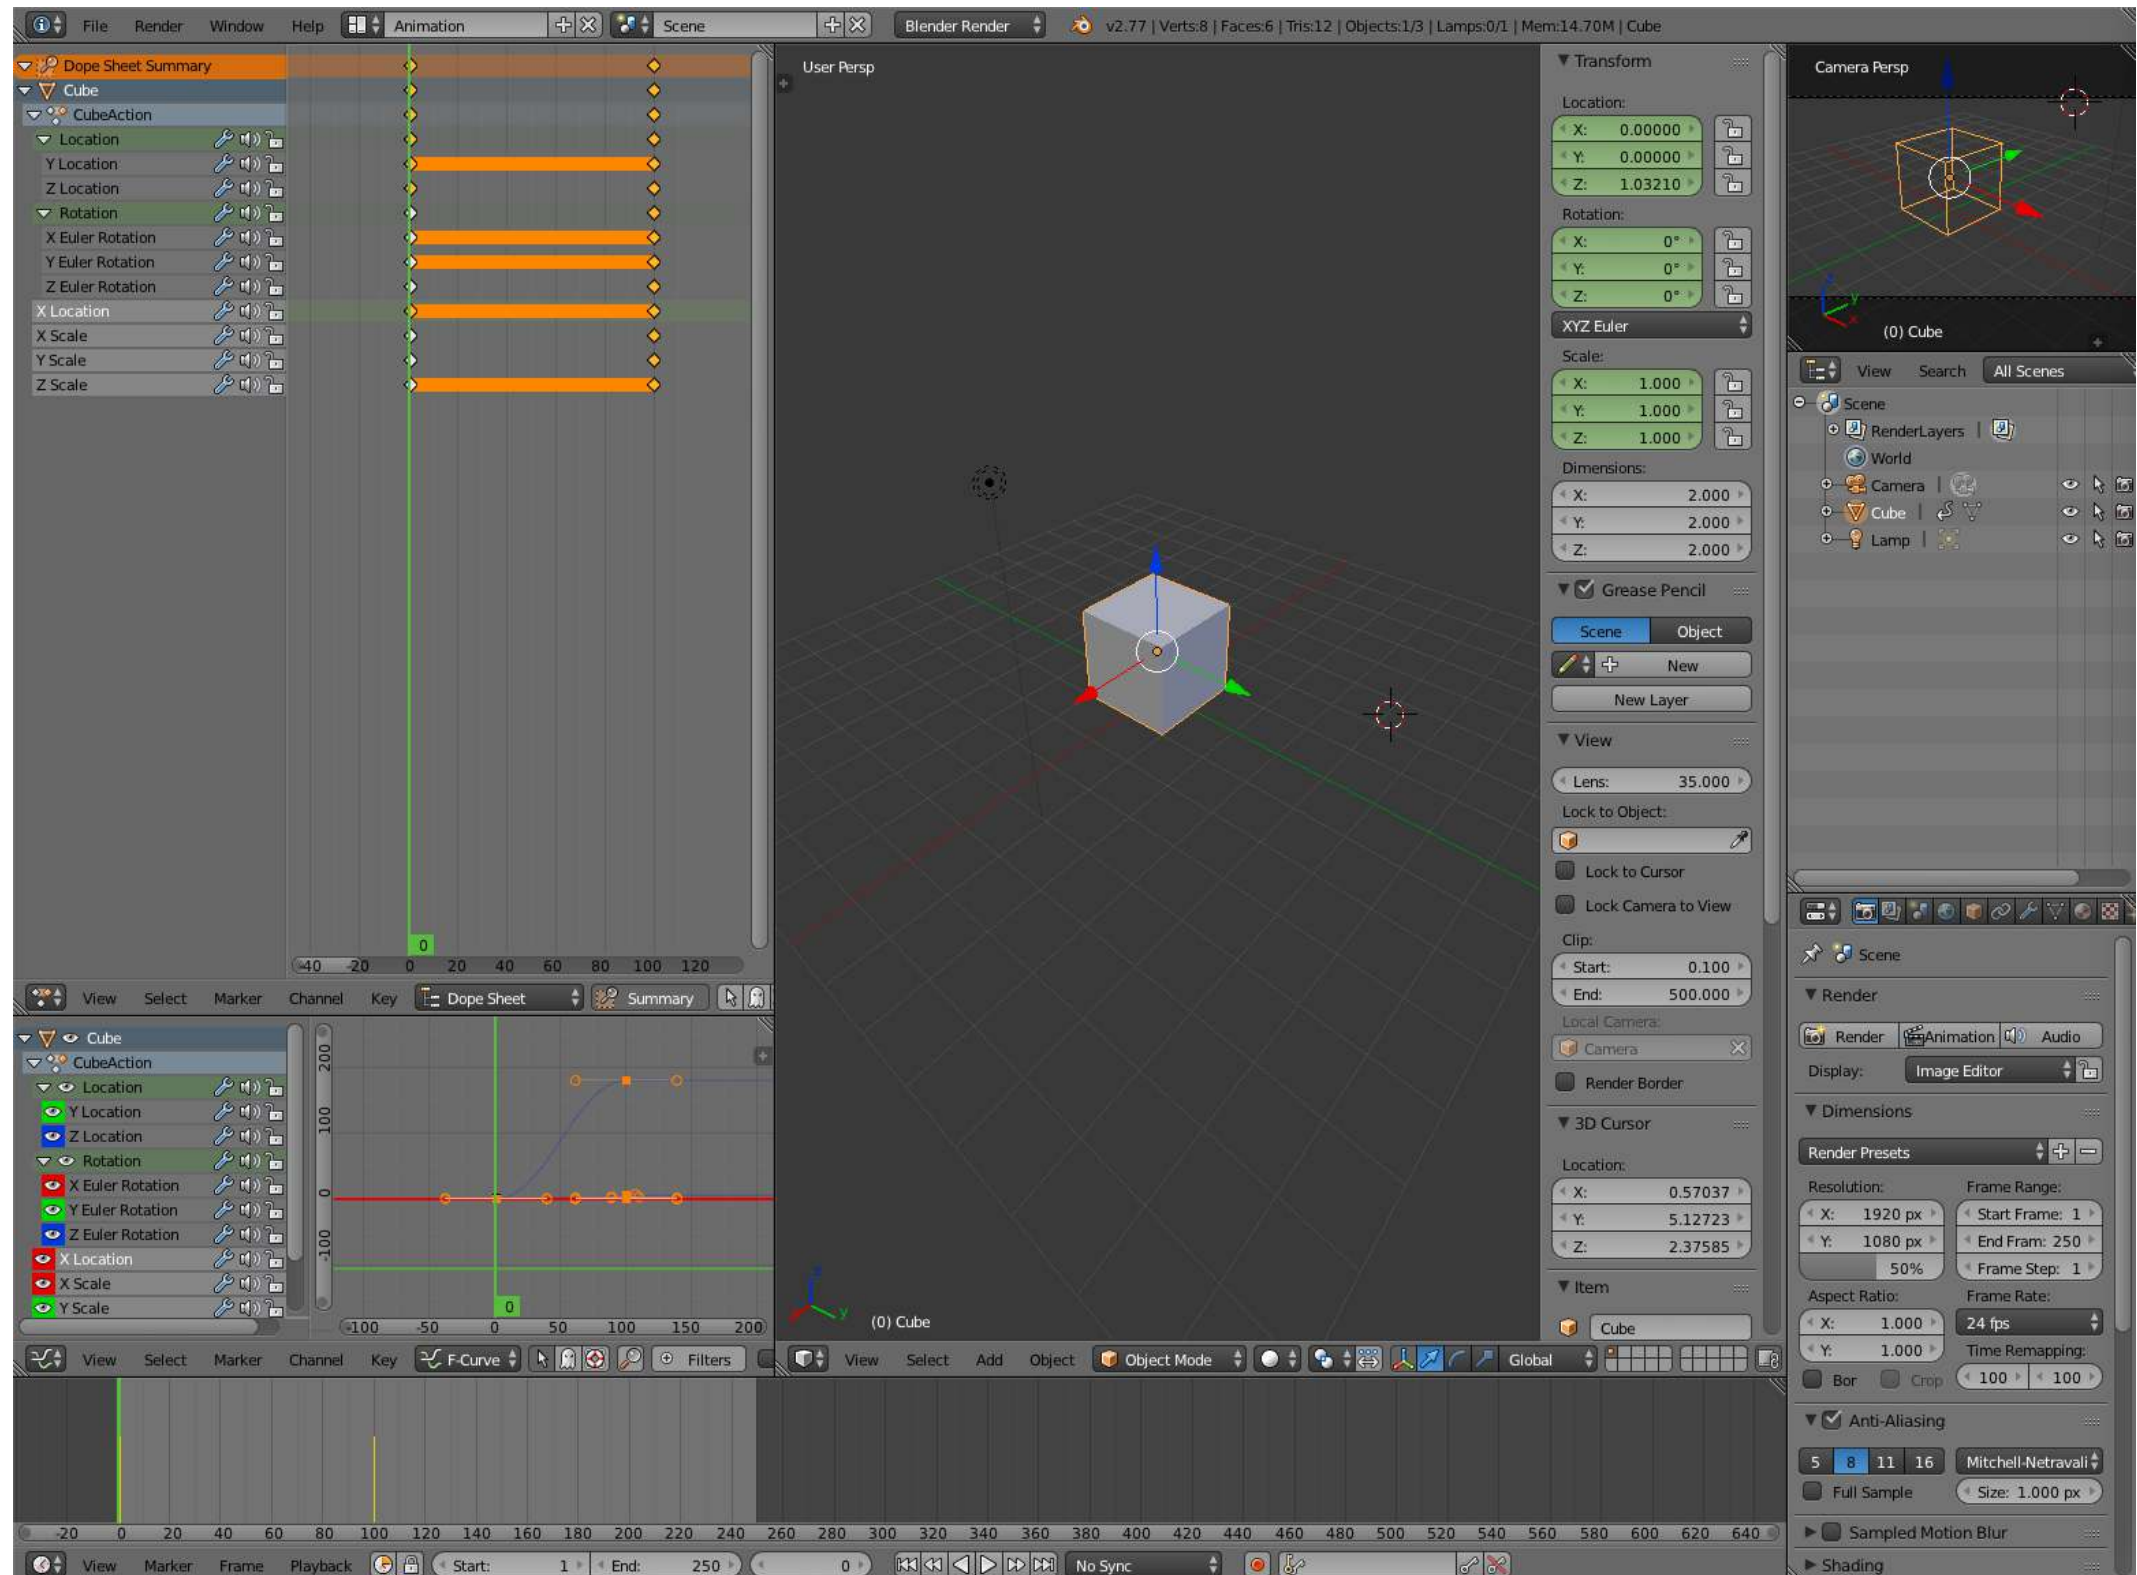 File Render Window Help Animation Scene Blender Render v2.77 | Verts:8 | Faces:6 | Tris:12 | Objects:1/3 | Lamps:0/1 | Mem:14.70M | Cube
Dope Sheet Summary
Cube
CubeAction
Location
Y Location
Z Location
Rotation
X Euler Rotation
Y Euler Rotation
Z Euler Rotation
X Location
X Scale
Y Scale
Z Scale
0
-40 -20 0 20 40 60 80 100 120
View Select Marker Channel Key Dope Sheet Summary
Cube
CubeAction
Location
Y Location
Z Location
Rotation
X Euler Rotation
Y Euler Rotation
Z Euler Rotation
X Location
X Scale
Y Scale
200
100
0
-100
0
-100 -50 0 50 100 150 200
View Select Marker Channel Key F-Curve Filters
User Persp
(0) Cube
View Select Add Object Object Mode Global
Transform
Location:
X: 0.00000
Y: 0.00000
Z: 1.03210
Rotation:
X: 0°
Y: 0°
Z: 0°
XYZ Euler
Scale:
X: 1.000
Y: 1.000
Z: 1.000
Dimensions:
X: 2.000
Y: 2.000
Z: 2.000
Grease Pencil
Scene Object
New
New Layer
View
Lens: 35.000
Lock to Object:
Lock to Cursor
Lock Camera to View
Clip:
Start: 0.100
End: 500.000
Local Camera:
Camera
Render Border
3D Cursor
Location:
X: 0.57037
Y: 5.12723
Z: 2.37585
Item
Cube
Camera Persp
(0) Cube
View Search All Scenes
Scene
RenderLayers
World
Camera
Cube
Lamp
Scene
Render
Render Animation Audio
Display: Image Editor
Dimensions
Render Presets
Resolution: Frame Range:
X: 1920 px Start Frame: 1
Y: 1080 px End Fram: 250
50% Frame Step: 1
Aspect Ratio: Frame Rate:
X: 1.000 24 fps
Y: 1.000 Time Remapping:
Bor Crop 100 100
Anti-Aliasing
5 8 11 16 Mitchell-Netravali
Full Sample Size: 1.000 px
Sampled Motion Blur
Shading
-20 0 20 40 60 80 100 120 140 160 180 200 220 240 260 280 300 320 340 360 380 400 420 440 460 480 500 520 540 560 580 600 620 640
View Marker Frame Playback Start: 1 End: 250 0 No Sync